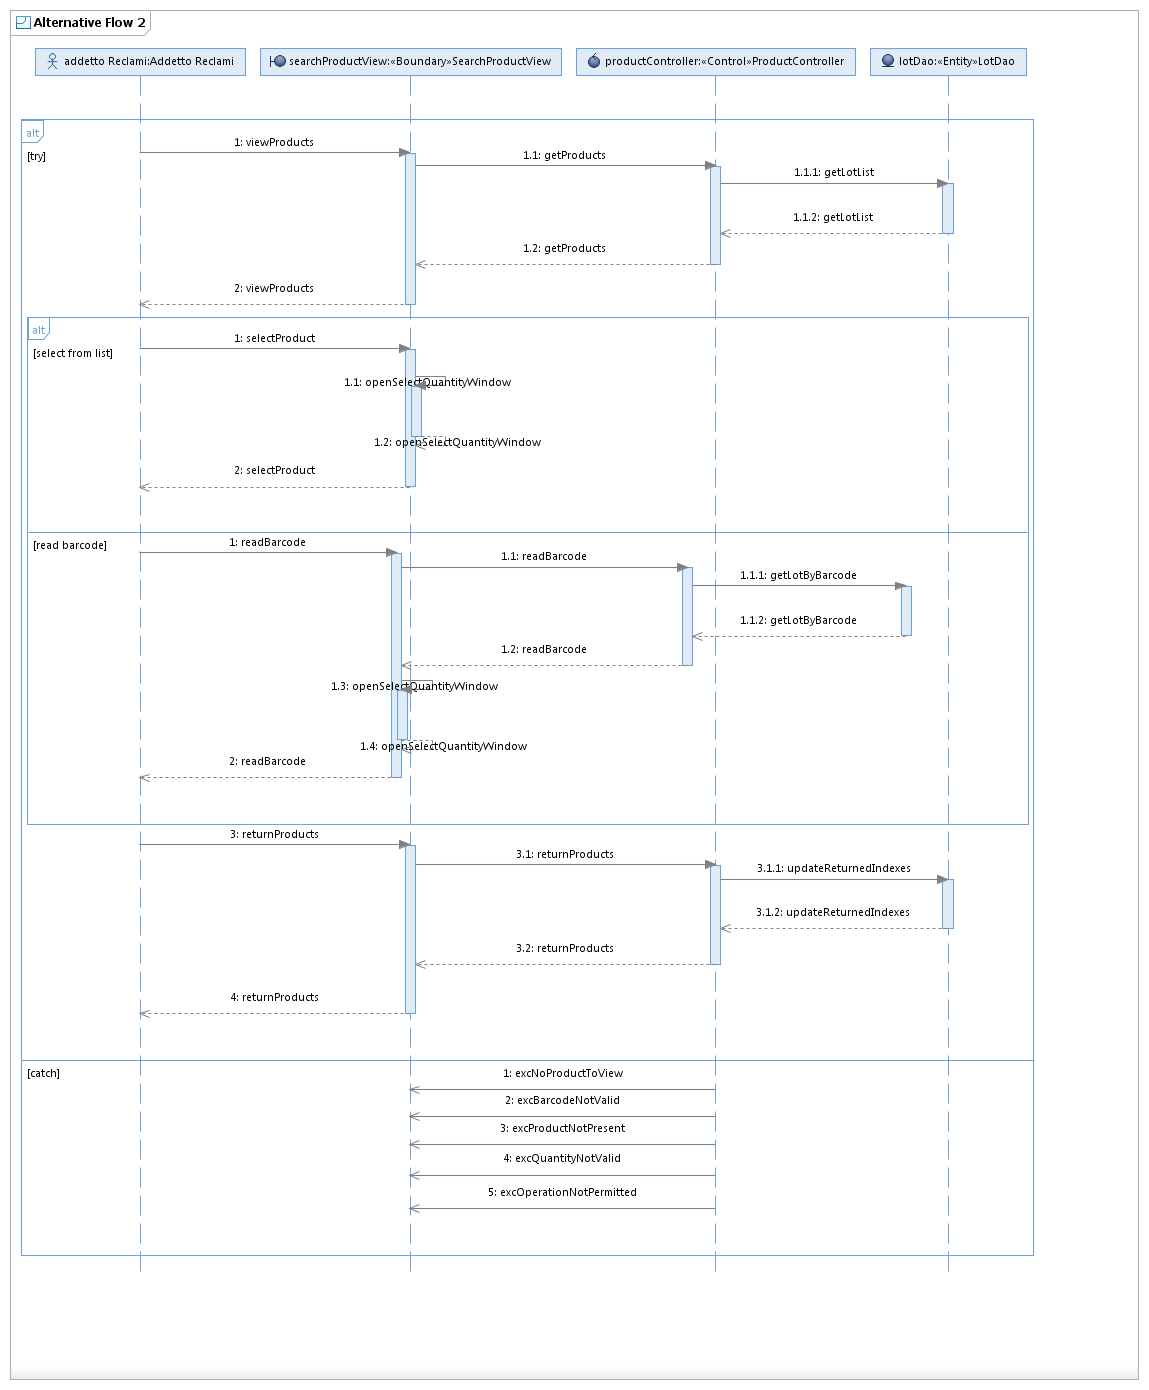 Alternative Flow 2
addetto Reclami:Addetto Reclami
searchProductView:«Boundary»SearchProductView
productController:«Control»ProductController
lotDao:«Entity»LotDao
alt
[try]
1: viewProducts
1.1: getProducts
1.1.1: getLotList
1.1.2: getLotList
1.2: getProducts
2: viewProducts
alt
[select from list]
1: selectProduct
1.1: openSelectQuantityWindow
1.2: openSelectQuantityWindow
2: selectProduct
[read barcode]
1: readBarcode
1.1: readBarcode
1.1.1: getLotByBarcode
1.1.2: getLotByBarcode
1.2: readBarcode
1.3: openSelectQuantityWindow
1.4: openSelectQuantityWindow
2: readBarcode
3: returnProducts
3.1: returnProducts
3.1.1: updateReturnedIndexes
3.1.2: updateReturnedIndexes
3.2: returnProducts
4: returnProducts
[catch]
1: excNoProductToView
2: excBarcodeNotValid
3: excProductNotPresent
4: excQuantityNotValid
5: excOperationNotPermitted